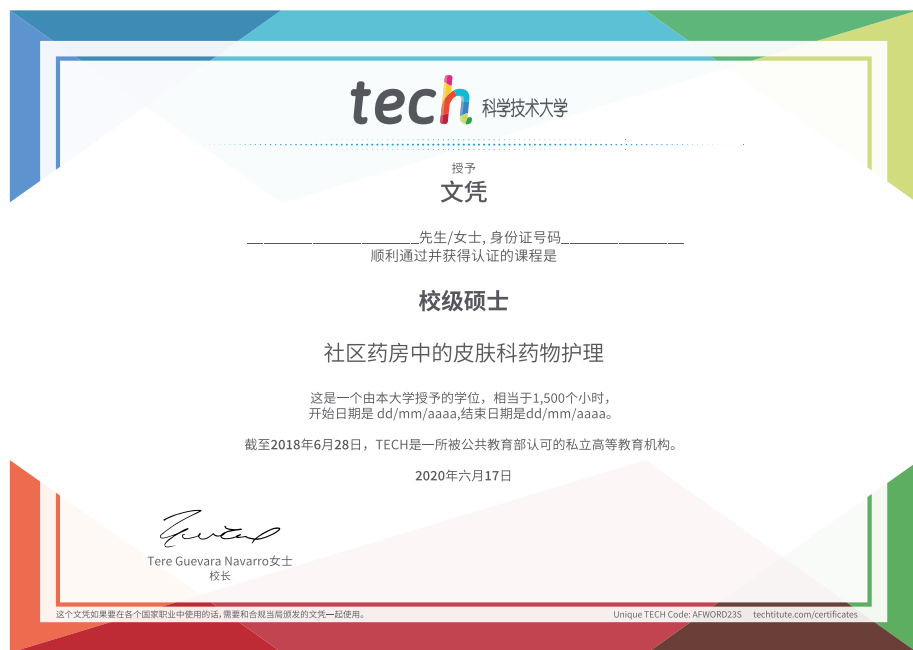 tech 科学技术大学
授予
文凭
______________________先生/女士, 身份证号码________________
顺利通过并获得认证的课程是
校级硕士
社区药房中的皮肤科药物护理
这是一个由本大学授予的学位，相当于1,500个小时，
开始日期是 dd/mm/aaaa,结束日期是dd/mm/aaaa。
截至2018年6月28日，TECH是一所被公共教育部认可的私立高等教育机构。
2020年六月17日
Tere Guevara Navarro女士
校长
这个文凭如果要在各个国家职业中使用的话,需要和合规当局颁发的文凭一起使用。
Unique TECH Code: AFWORD23S techtitute.com/certificates